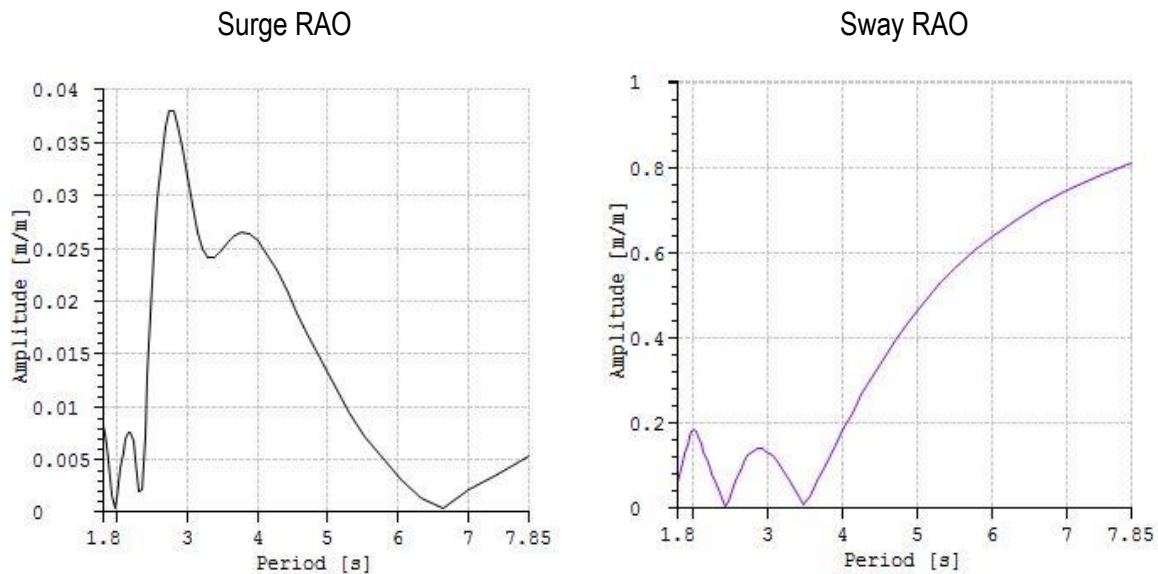 Surge RAO
0.04
0.035
0.03
0.025
0.02
0.015
0.01
0.005
0
Amplitude [m/m]
1.8 3 4 5 6 7 7.85
Period [s]
Sway RAO
1
0.8
0.6
0.4
0.2
0
Amplitude [m/m]
1.8 3 4 5 6 7 7.85
Period [s]